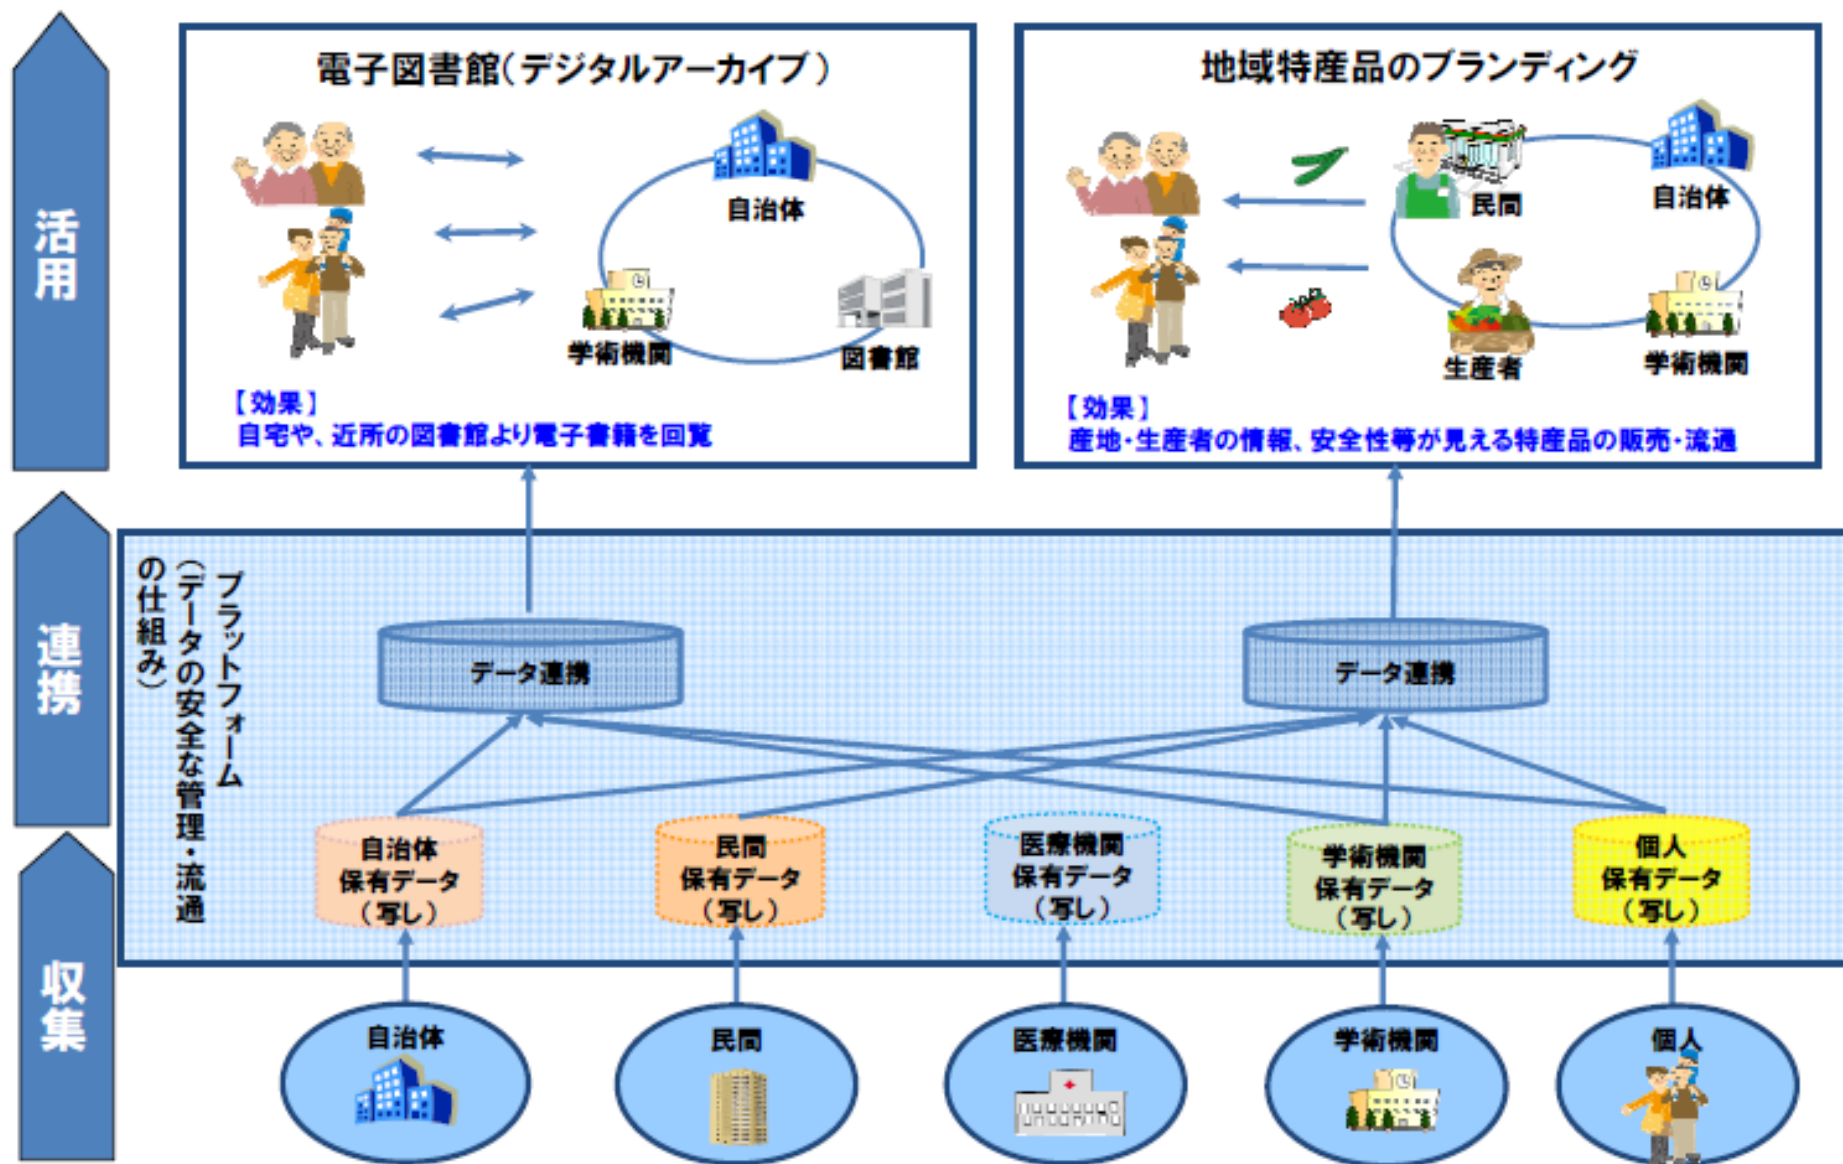 活用
電子図書館(デジタルアーカイブ)
自治体
学術機関
図書館
【効果】
自宅や、近所の図書館より電子書籍を回覧
地域特産品のブランディング
民間
自治体
生産者
学術機関
【効果】
産地・生産者の情報、安全性等が見える特産品の販売・流通
連携
プラットフォーム
(データの安全な管理・流通
の仕組み)
データ連携
データ連携
収集
自治体
保有データ
(写し)
民間
保有データ
(写し)
医療機関
保有データ
(写し)
学術機関
保有データ
(写し)
個人
保有データ
(写し)
自治体
民間
医療機関
学術機関
個人